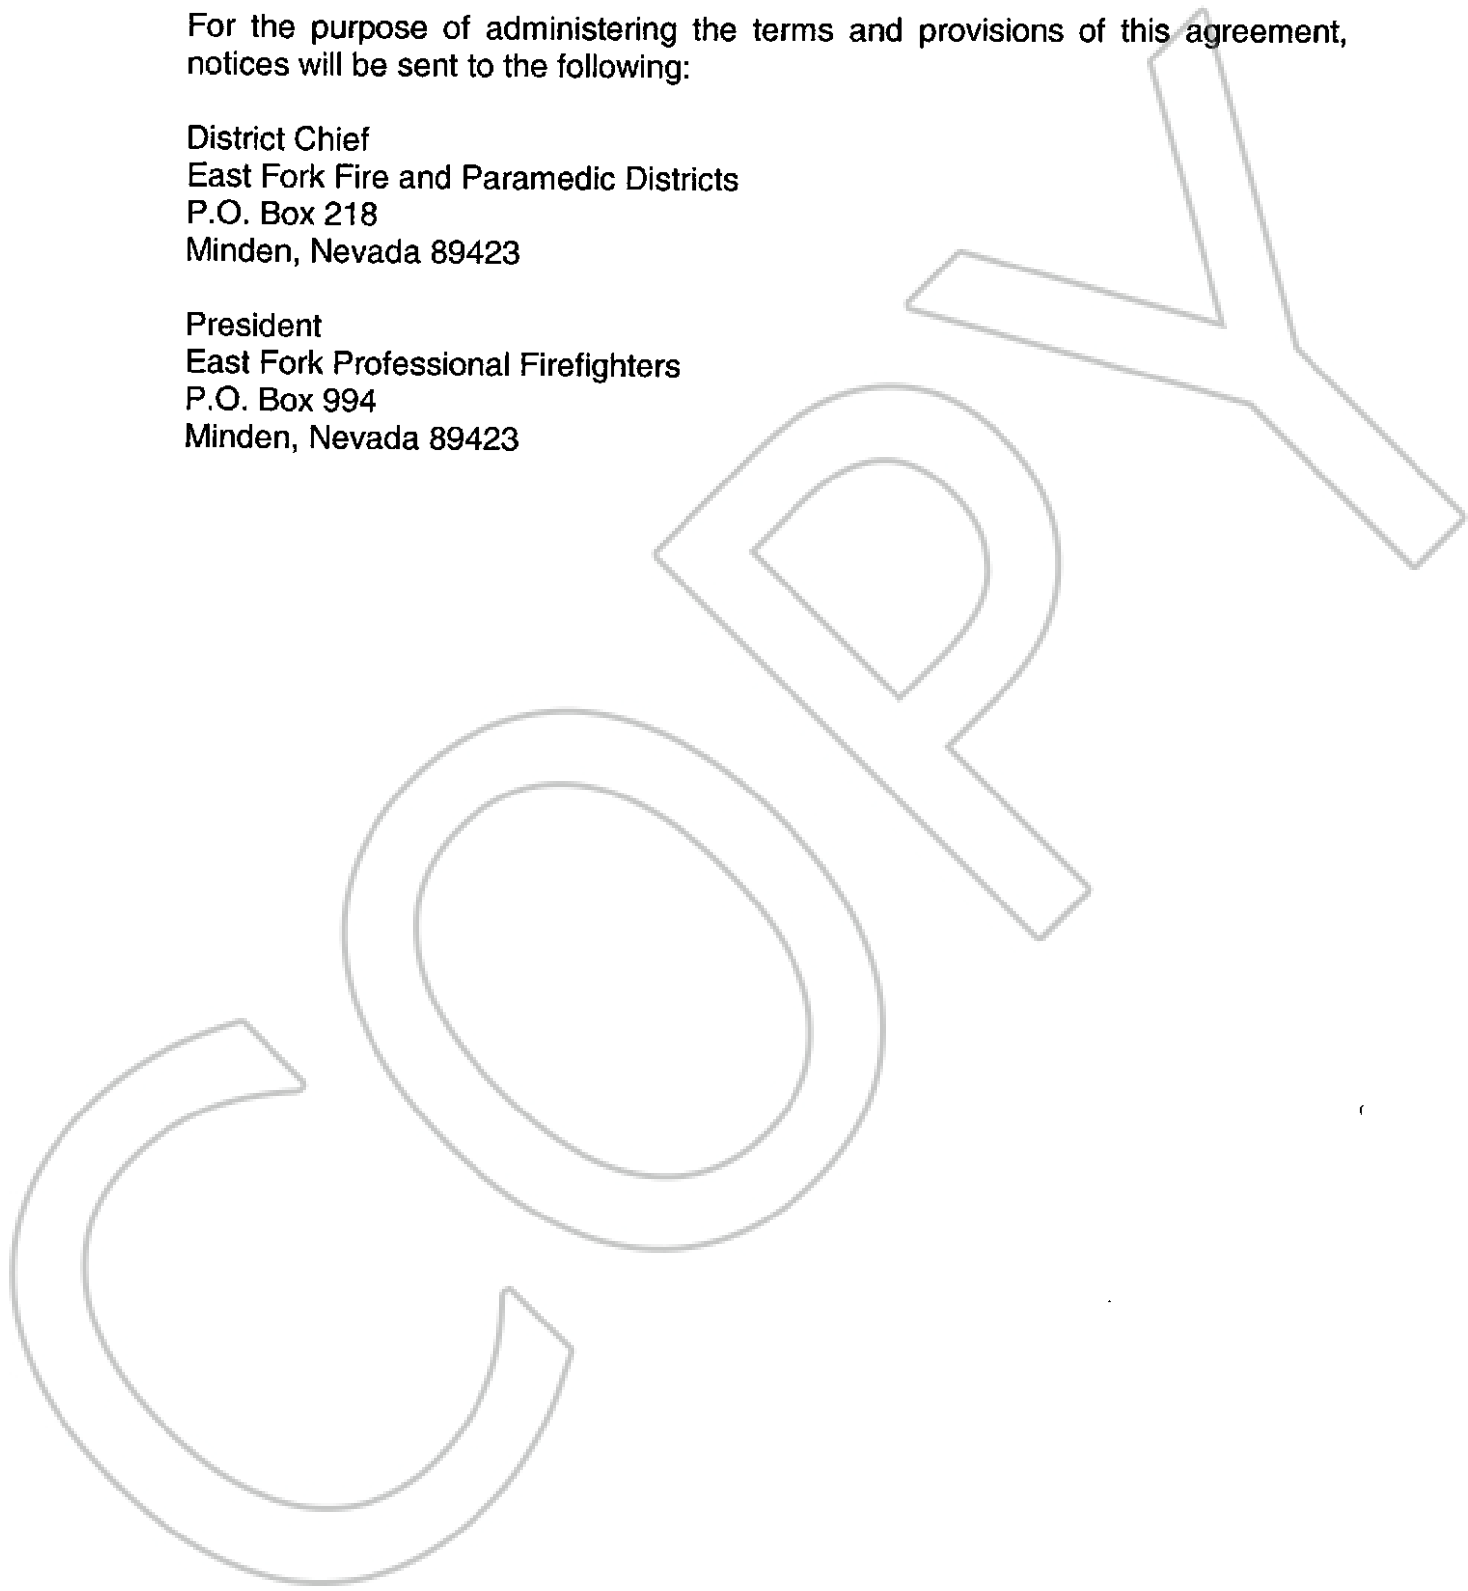 For the purpose of administering the terms and provisions of this agreement,
notices will be sent to the following:
District Chief
East Fork Fire and Paramedic Districts
P.O. Box 218
Minden, Nevada 89423
President
East Fork Professional Firefighters
P.O. Box 994
Minden, Nevada 89423
COPY